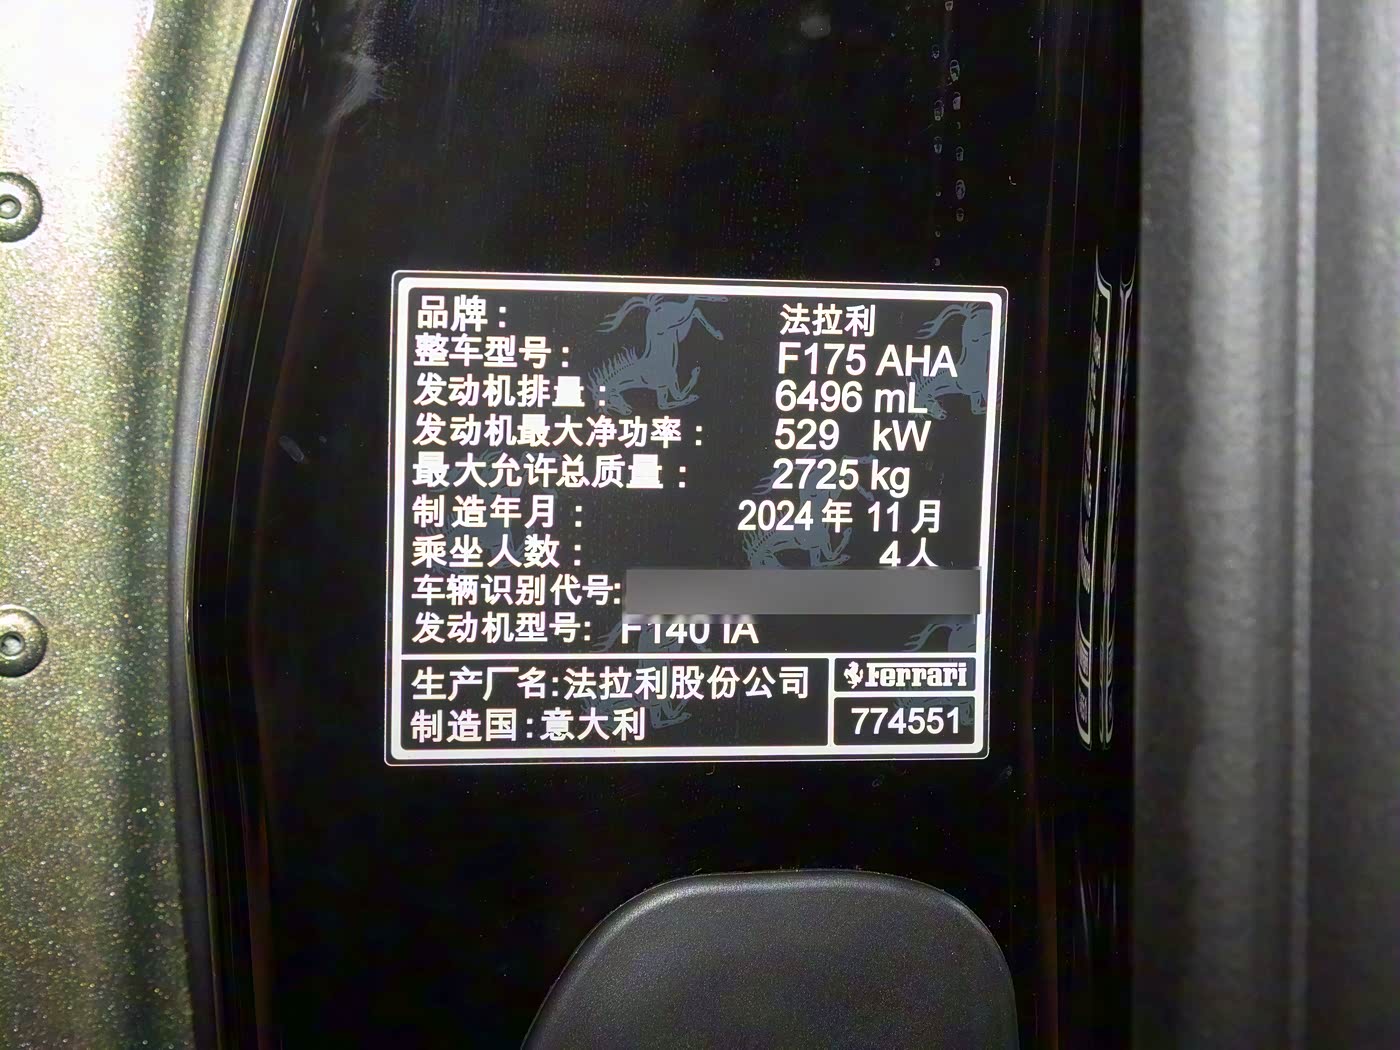 品牌： 法拉利
整车型号： F175 AHA
发动机排量： 6496 mL
发动机最大净功率： 529 kW
最大允许总质量： 2725 kg
制造年月： 2024年 11月
乘坐人数： 4人
车辆识别代号:
发动机型号: F140 IA
生产厂名:法拉利股份公司
制造国:意大利
Ferrari
774551